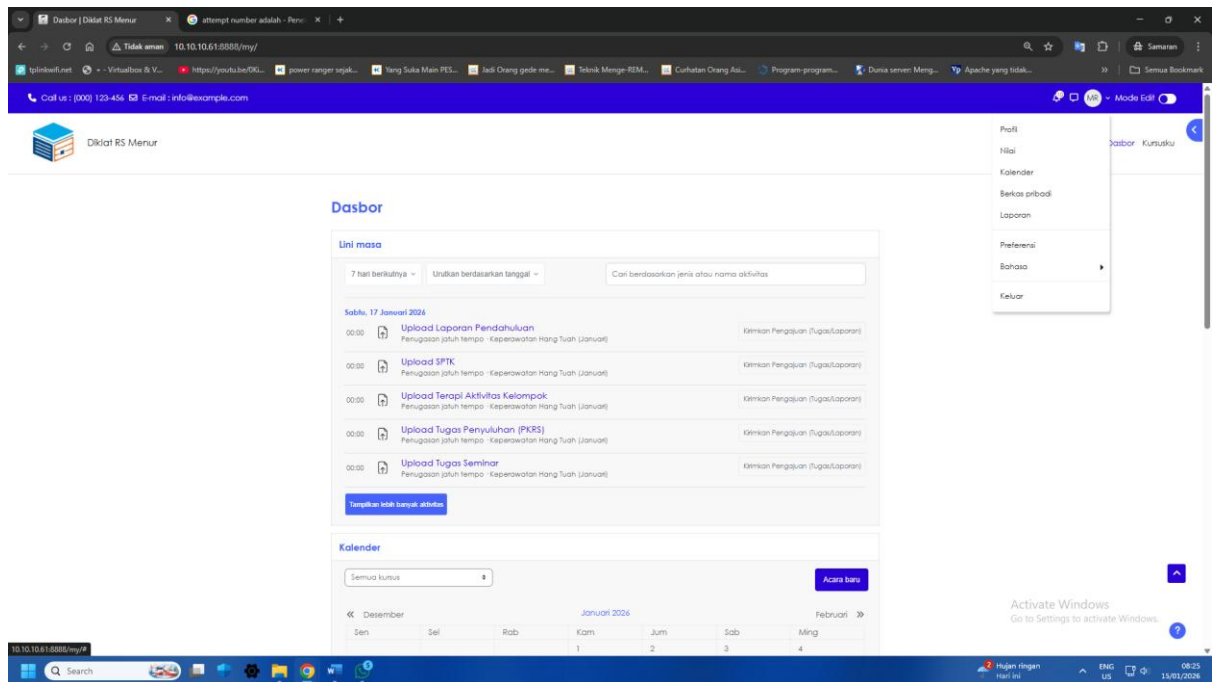 Dasbor | Diklat RS Menur
attempt number adalah - Pene
Tidak aman 10.10.10.61:8888/my/
Samaran
tplinkwifi.net
- Virtualbox & V...
https://youtu.be/0Ki...
power ranger sejak...
Yang Suka Main PES...
Jadi Orang gede me...
Teknik Menge-REM...
Curhatan Orang Asi...
Program-program...
Dunia server: Meng...
Apache yang tidak...
Semua Bookmark
Call us : (000) 123-456 E-mail : info@example.com
MR Mode Edit
Diklat RS Menur
Dasbor Kursusku
Profil
Nilai
Kalender
Berkas pribadi
Laporan
Preferensi
Bahasa
Keluar
Dasbor
Lini masa
7 hari berikutnya Urutkan berdasarkan tanggal Cari berdasarkan jenis atau nama aktivitas
Sabtu, 17 Januari 2026
00:00 Upload Laporan Pendahuluan
Penugasan jatuh tempo · Keperawatan Hang Tuah (Januari)
Kirimkan Pengajuan (Tugas/Laporan)
00:00 Upload SPTK
Penugasan jatuh tempo · Keperawatan Hang Tuah (Januari)
Kirimkan Pengajuan (Tugas/Laporan)
00:00 Upload Terapi Aktivitas Kelompok
Penugasan jatuh tempo · Keperawatan Hang Tuah (Januari)
Kirimkan Pengajuan (Tugas/Laporan)
00:00 Upload Tugas Penyuluhan (PKRS)
Penugasan jatuh tempo · Keperawatan Hang Tuah (Januari)
Kirimkan Pengajuan (Tugas/Laporan)
00:00 Upload Tugas Seminar
Penugasan jatuh tempo · Keperawatan Hang Tuah (Januari)
Kirimkan Pengajuan (Tugas/Laporan)
Tampilkan lebih banyak aktivitas
Kalender
Semua kursus
Acara baru
Desember Januari 2026 Februari
Sen Sel Rab Kam Jum Sab Ming
1 2 3 4
Activate Windows
Go to Settings to activate Windows.
10.10.10.61:8888/my/#
Search
2 Hujan ringan
Hari ini
ENG
US
08:25
15/01/2026